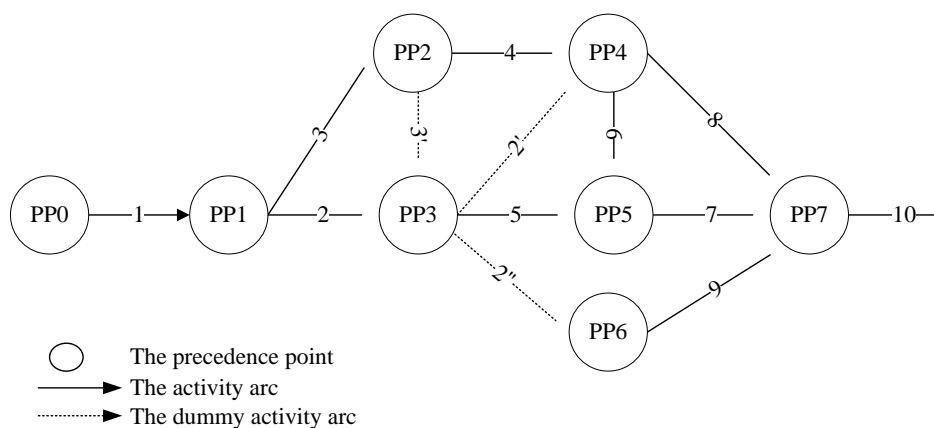 PP2
4
PP4
3
3'
2'
6
8
PP0
1
PP1
2
PP3
5
PP5
7
PP7
10
2"
9
PP6
The precedence point
The activity arc
The dummy activity arc